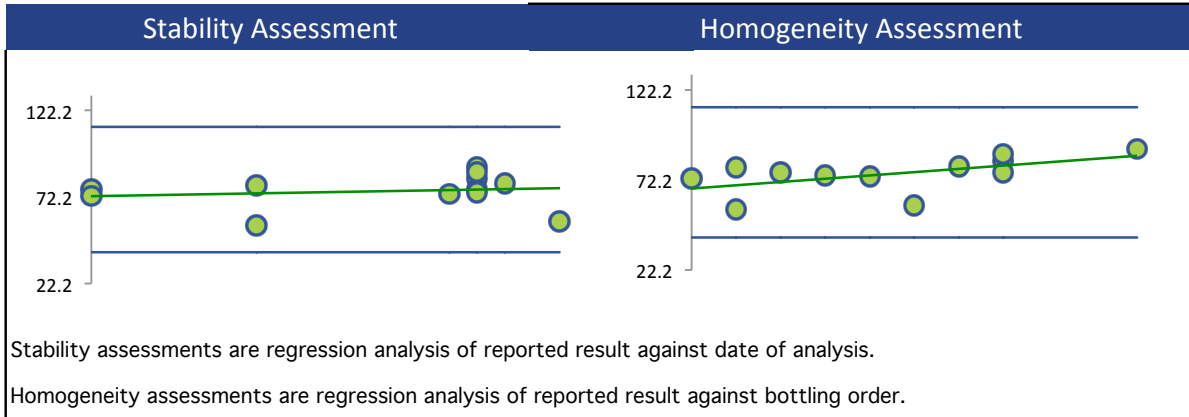 Stability Assessment
Homogeneity Assessment
122.2
72.2
22.2
122.2
72.2
22.2
Stability assessments are regression analysis of reported result against date of analysis.
Homogeneity assessments are regression analysis of reported result against bottling order.